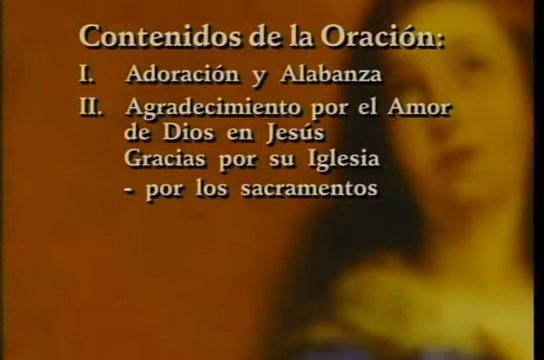 Contenidos de la Oración:
I. Adoración y Alabanza
II. Agradecimiento por el Amor
de Dios en Jesús
Gracias por su Iglesia
- por los sacramentos